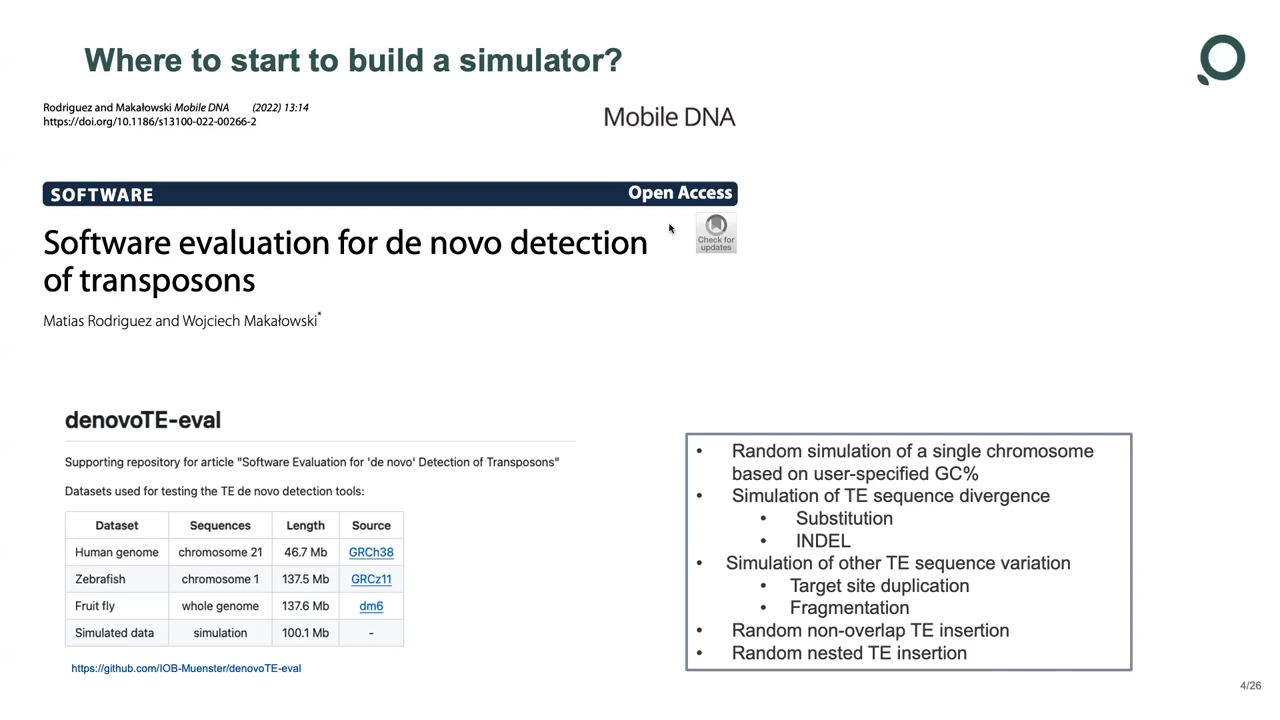 Where to start to build a simulator?
Rodriguez and Makałowski Mobile DNA (2022) 13:14
https://doi.org/10.1186/s13100-022-00266-2
Mobile DNA
SOFTWARE
Open Access
Check for
updates
Software evaluation for de novo detection
of transposons
Matias Rodriguez and Wojciech Makałowski*
denovoTE-eval
Supporting repository for article "Software Evaluation for 'de novo' Detection of Transposons"
Datasets used for testing the TE de novo detection tools:
Dataset Sequences Length Source
Human genome chromosome 21 46.7 Mb GRCh38
Zebrafish chromosome 1 137.5 Mb GRCz11
Fruit fly whole genome 137.6 Mb dm6
Simulated data simulation 100.1 Mb -
https://github.com/IOB-Muenster/denovoTE-eval
• Random simulation of a single chromosome
based on user-specified GC%
• Simulation of TE sequence divergence
• Substitution
• INDEL
• Simulation of other TE sequence variation
• Target site duplication
• Fragmentation
• Random non-overlap TE insertion
• Random nested TE insertion
4/26